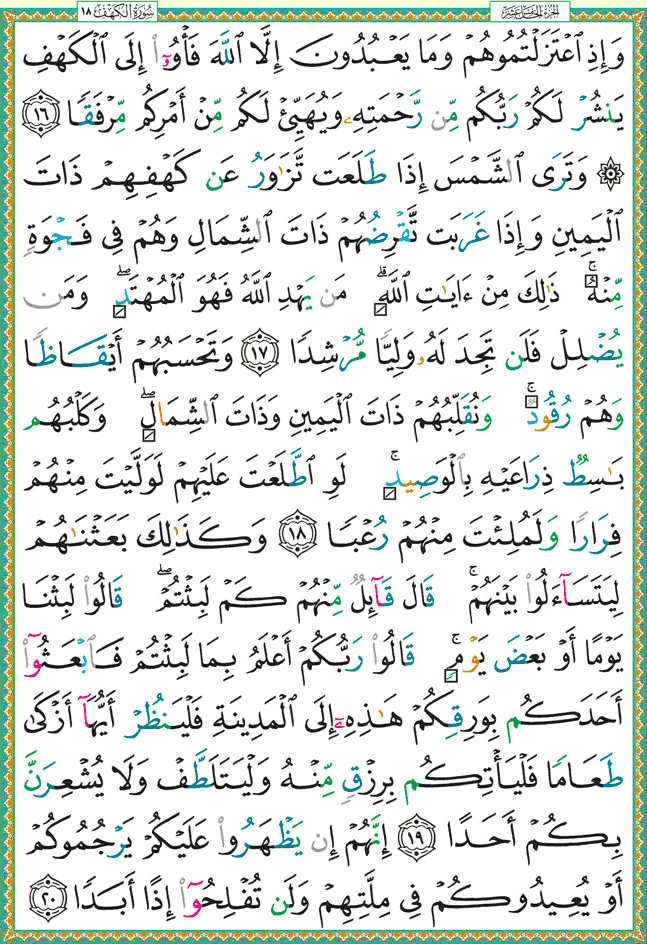 سُورَةُ الكَهْفِ ١٨ الجزء الخامس عشر
وَإِذِ ٱعْتَزَلْتُمُوهُمْ وَمَا يَعْبُدُونَ إِلَّا ٱللَّهَ فَأْوُۥٓا۟ إِلَى ٱلْكَهْفِ
يَنشُرْ لَكُمْ رَبُّكُم مِّن رَّحْمَتِهِۦ وَيُهَيِّئْ لَكُم مِّنْ أَمْرِكُم مِّرْفَقًا ١٦
۞ وَتَرَى ٱلشَّمْسَ إِذَا طَلَعَت تَّزَٰوَرُ عَن كَهْفِهِمْ ذَاتَ
ٱلْيَمِينِ وَإِذَا غَرَبَت تَّقْرِضُهُمْ ذَاتَ ٱلشِّمَالِ وَهُمْ فِى فَجْوَةٍ
مِّنْهُ ۚ ذَٰلِكَ مِنْ ءَايَٰتِ ٱللَّهِ ۗ مَن يَهْدِ ٱللَّهُ فَهُوَ ٱلْمُهْتَدِ ۖ وَمَن
يُضْلِلْ فَلَن تَجِدَ لَهُۥ وَلِيًّا مُّرْشِدًا ١٧ وَتَحْسَبُهُمْ أَيْقَاظًا
وَهُمْ رُقُودٌ ۚ وَنُقَلِّبُهُمْ ذَاتَ ٱلْيَمِينِ وَذَاتَ ٱلشِّمَالِ ۖ وَكَلْبُهُم
بَٰسِطٌ ذِرَاعَيْهِ بِٱلْوَصِيدِ ۚ لَوِ ٱطَّلَعْتَ عَلَيْهِمْ لَوَلَّيْتَ مِنْهُمْ
فِرَارًا وَلَمُلِئْتَ مِنْهُمْ رُعْبًا ١٨ وَكَذَٰلِكَ بَعَثْنَٰهُمْ
لِيَتَسَآءَلُوا۟ بَيْنَهُمْ ۚ قَالَ قَآئِلٌ مِّنْهُمْ كَمْ لَبِثْتُمْ ۖ قَالُوا۟ لَبِثْنَا
يَوْمًا أَوْ بَعْضَ يَوْمٍ ۚ قَالُوا۟ رَبُّكُمْ أَعْلَمُ بِمَا لَبِثْتُمْ فَٱبْعَثُوٓا۟
أَحَدَكُم بِوَرِقِكُمْ هَٰذِهِۦٓ إِلَى ٱلْمَدِينَةِ فَلْيَنظُرْ أَيُّهَآ أَزْكَىٰ
طَعَامًا فَلْيَأْتِكُم بِرِزْقٍ مِّنْهُ وَلْيَتَلَطَّفْ وَلَا يُشْعِرَنَّ
بِكُمْ أَحَدًا ١٩ إِنَّهُمْ إِن يَظْهَرُوا۟ عَلَيْكُمْ يَرْجُمُوكُمْ
أَوْ يُعِيدُوكُمْ فِى مِلَّتِهِمْ وَلَن تُفْلِحُوٓا۟ إِذًا أَبَدًا ٢٠